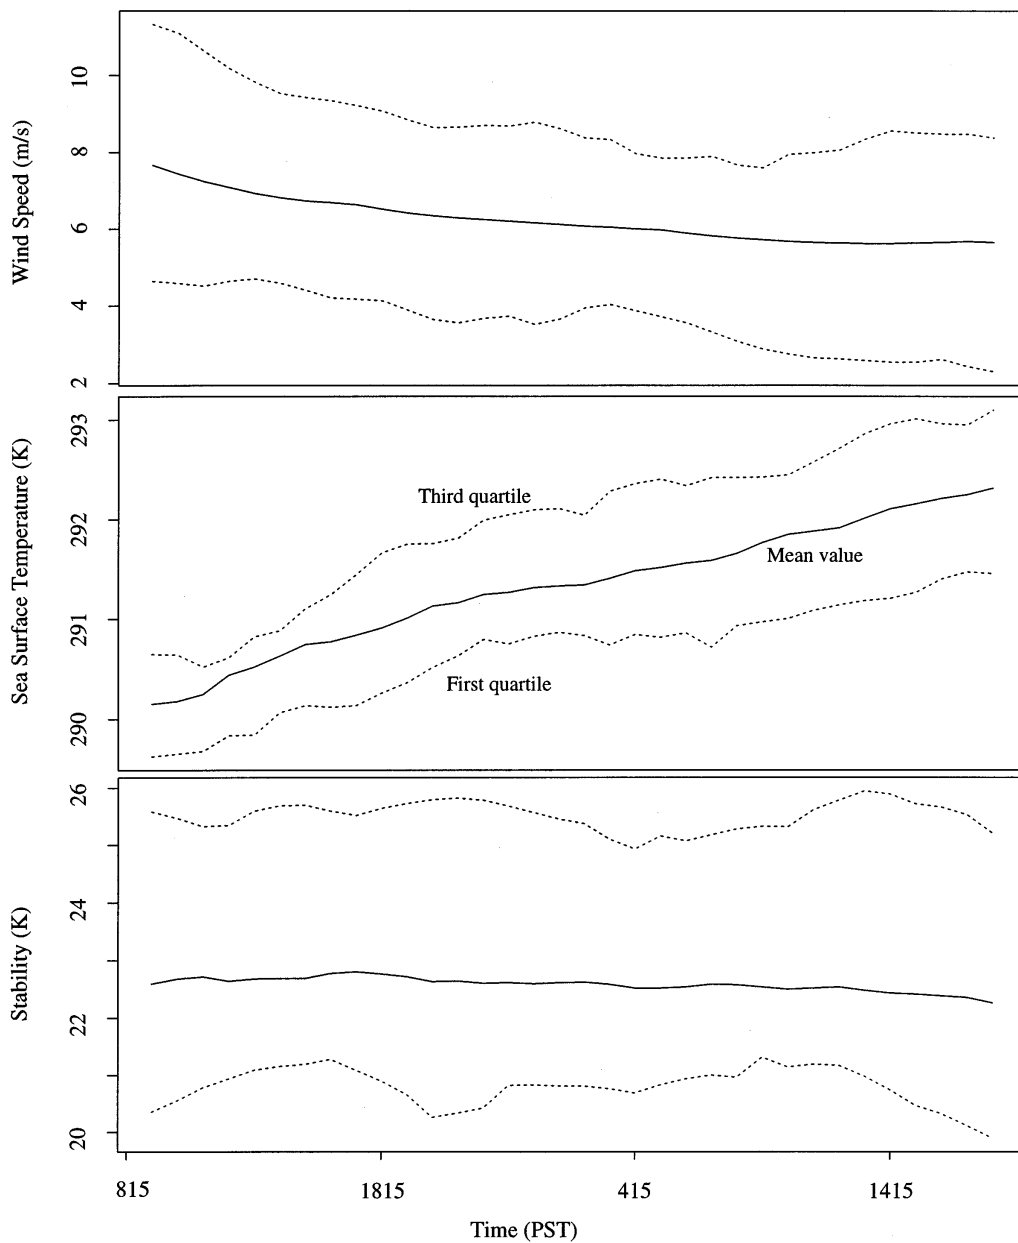 Wind Speed (m/s)
10
8
6
4
2
Sea Surface Temperature (K)
293
292
291
290
Third quartile
Mean value
First quartile
Stability (K)
26
24
22
20
815 1815 415 1415
Time (PST)